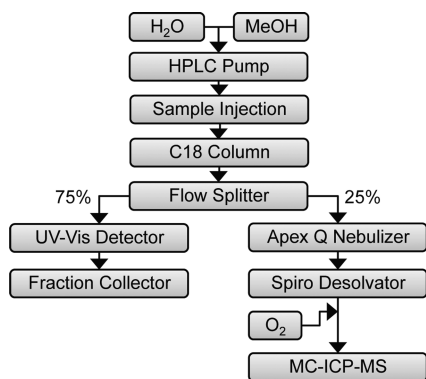 H₂O
MeOH
HPLC Pump
Sample Injection
C18 Column
75%
Flow Splitter
25%
UV-Vis Detector
Apex Q Nebulizer
Fraction Collector
Spiro Desolvator
O₂
MC-ICP-MS